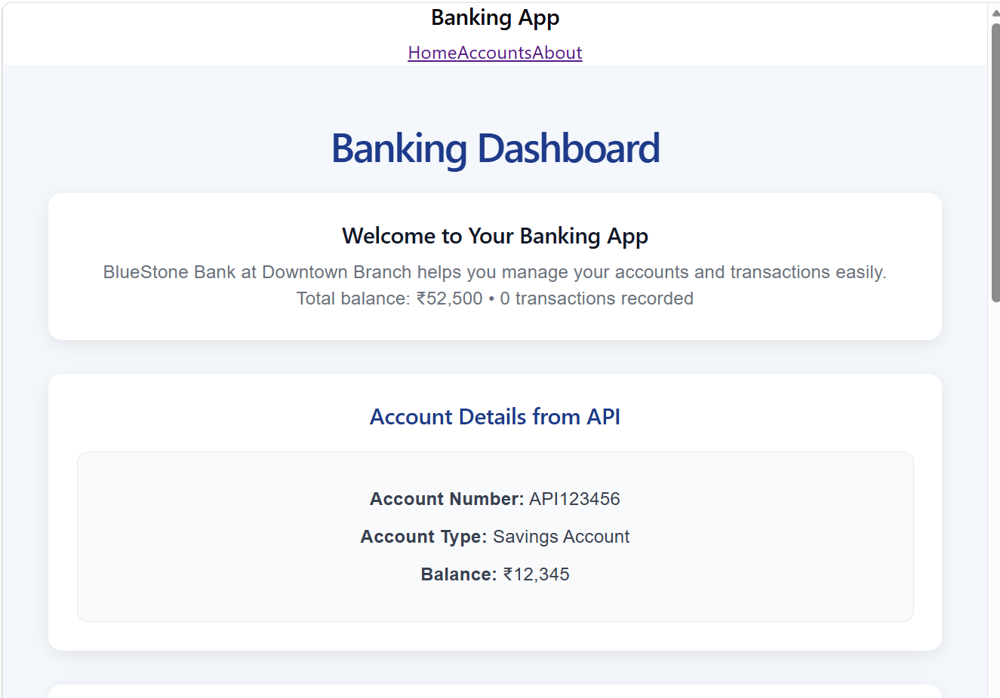 Banking App
HomeAccountsAbout
Banking Dashboard
Welcome to Your Banking App
BlueStone Bank at Downtown Branch helps you manage your accounts and transactions easily.
Total balance: ₹52,500 • 0 transactions recorded
Account Details from API
Account Number: API123456
Account Type: Savings Account
Balance: ₹12,345